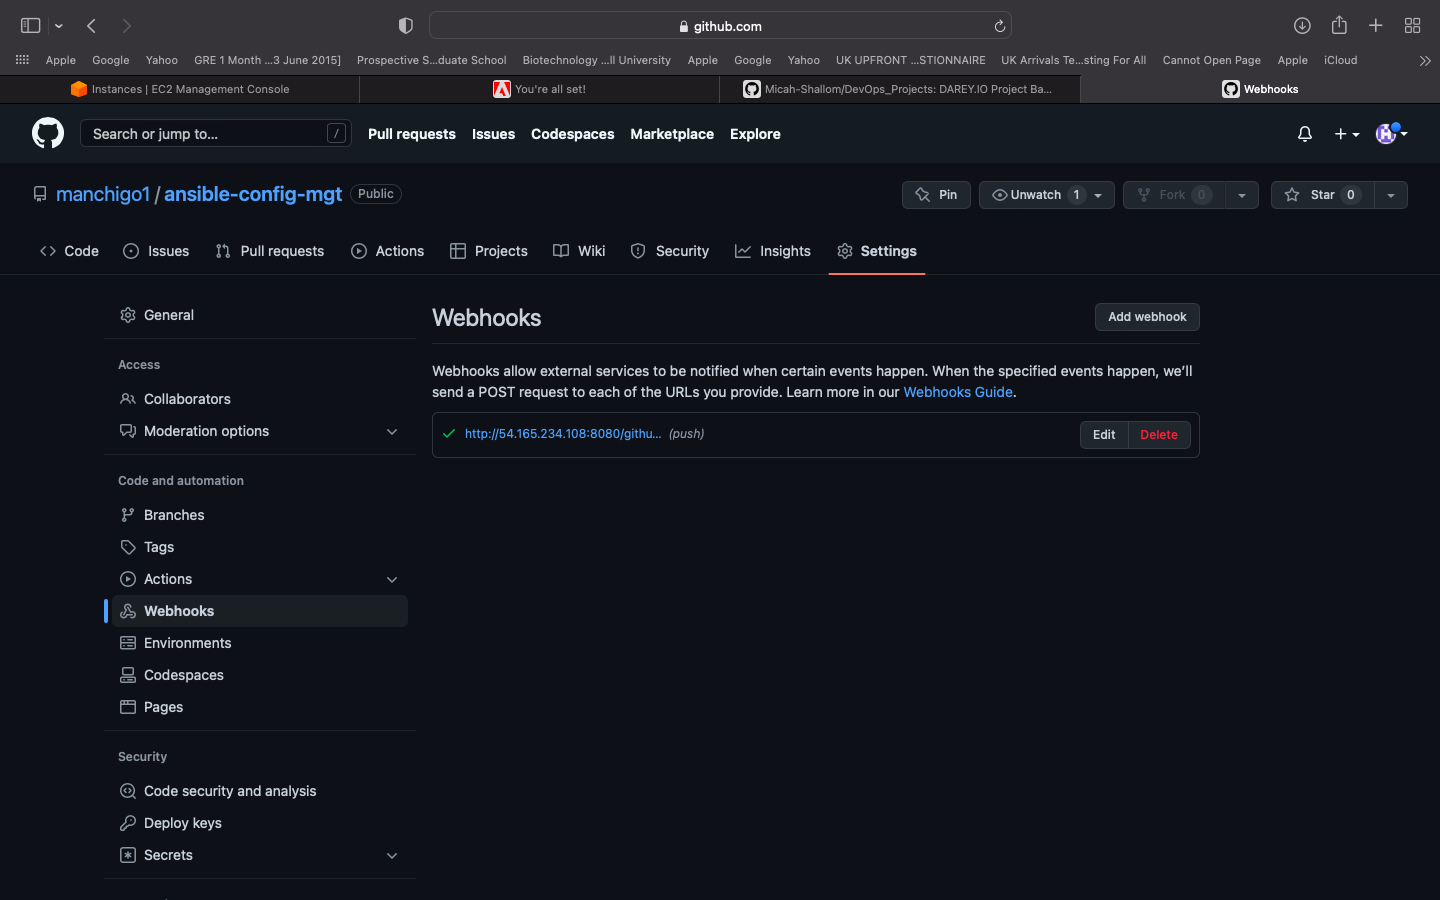 github.com
Apple Google Yahoo GRE 1 Month ...3 June 2015] Prospective S...duate School Biotechnology ...ll University Apple Google Yahoo UK UPFRONT ...STIONNAIRE UK Arrivals Te...sting For All Cannot Open Page Apple iCloud
Instances | EC2 Management Console You're all set! Micah-Shallom/DevOps_Projects: DAREY.IO Project Ba... Webhooks
Search or jump to... / Pull requests Issues Codespaces Marketplace Explore
manchigo1 / ansible-config-mgt Public Pin Unwatch 1 Fork 0 Star 0
Code Issues Pull requests Actions Projects Wiki Security Insights Settings
General
Access
Collaborators
Moderation options
Code and automation
Branches
Tags
Actions
Webhooks
Environments
Codespaces
Pages
Security
Code security and analysis
Deploy keys
Secrets
Webhooks Add webhook
Webhooks allow external services to be notified when certain events happen. When the specified events happen, we'll
send a POST request to each of the URLs you provide. Learn more in our Webhooks Guide.
http://54.165.234.108:8080/githu... (push) Edit Delete